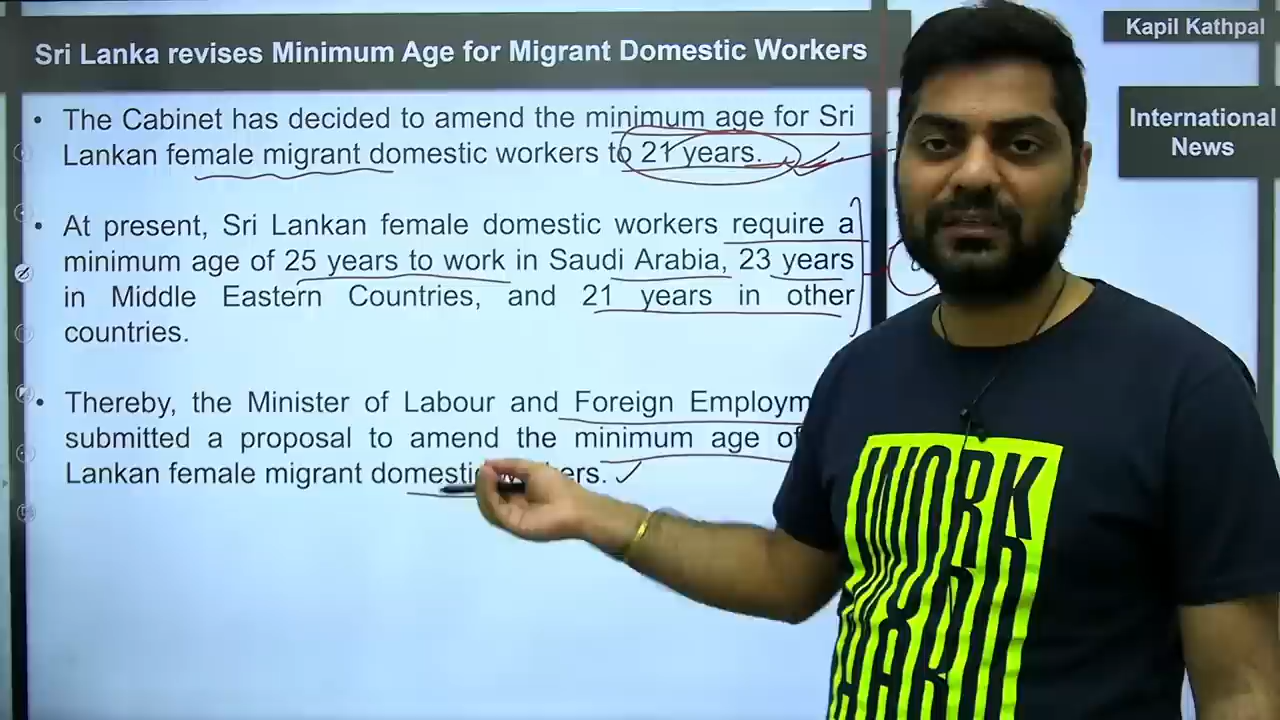 Sri Lanka revises Minimum Age for Migrant Domestic Workers
Kapil Kathpal
International
News
• The Cabinet has decided to amend the minimum age for Sri
Lankan female migrant domestic workers to 21 years.
• At present, Sri Lankan female domestic workers require a
minimum age of 25 years to work in Saudi Arabia, 23 years
in Middle Eastern Countries, and 21 years in other
countries.
• Thereby, the Minister of Labour and Foreign Employm
submitted a proposal to amend the minimum age of
Lankan female migrant domestic workers.
WORK
HARD